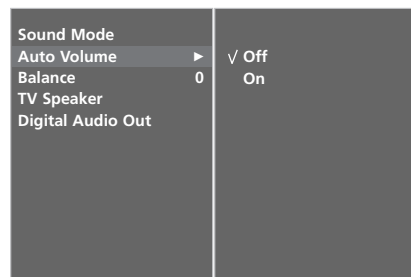 Sound Mode
Auto Volume ► √ Off
Balance 0 On
TV Speaker
Digital Audio Out